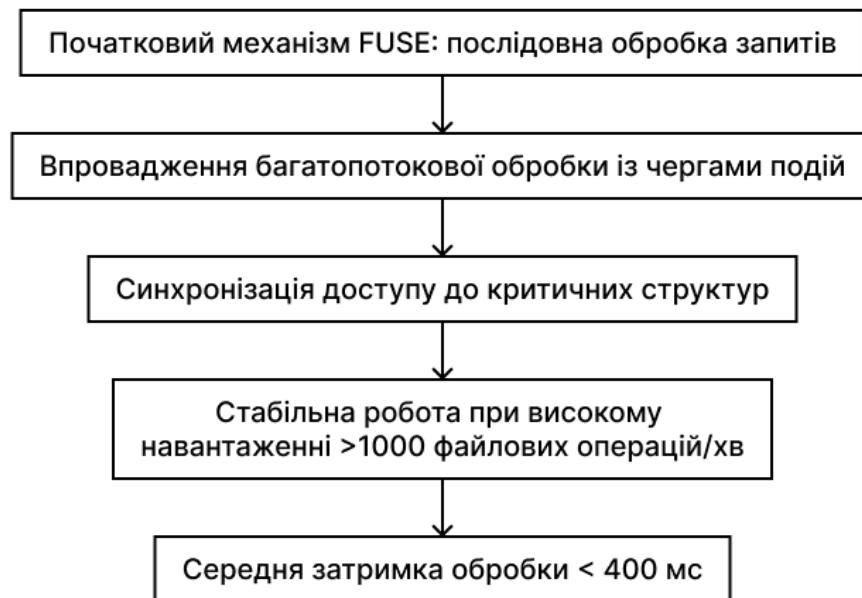 Початковий механізм FUSE: послідовна обробка запитів
Впровадження багатопотокової обробки із чергами подій
Синхронізація доступу до критичних структур
Стабільна робота при високому
навантаженні >1000 файлових операцій/хв
Середня затримка обробки < 400 мс